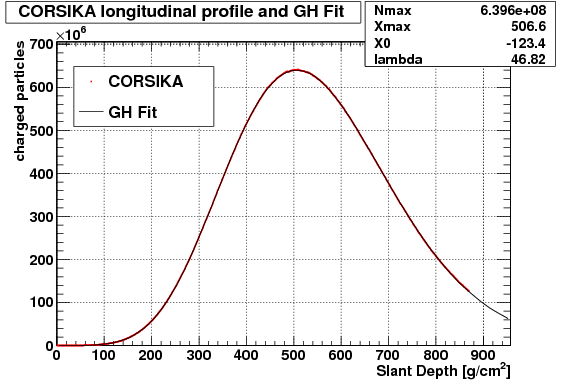 CORSIKA longitudinal profile and GH Fit
Nmax 6.396e+08
Xmax 506.6
X0 -123.4
lambda 46.82
×10⁶
charged particles
700
600
500
400
300
200
100
0
CORSIKA
GH Fit
0 100 200 300 400 500 600 700 800 900
Slant Depth [g/cm²]